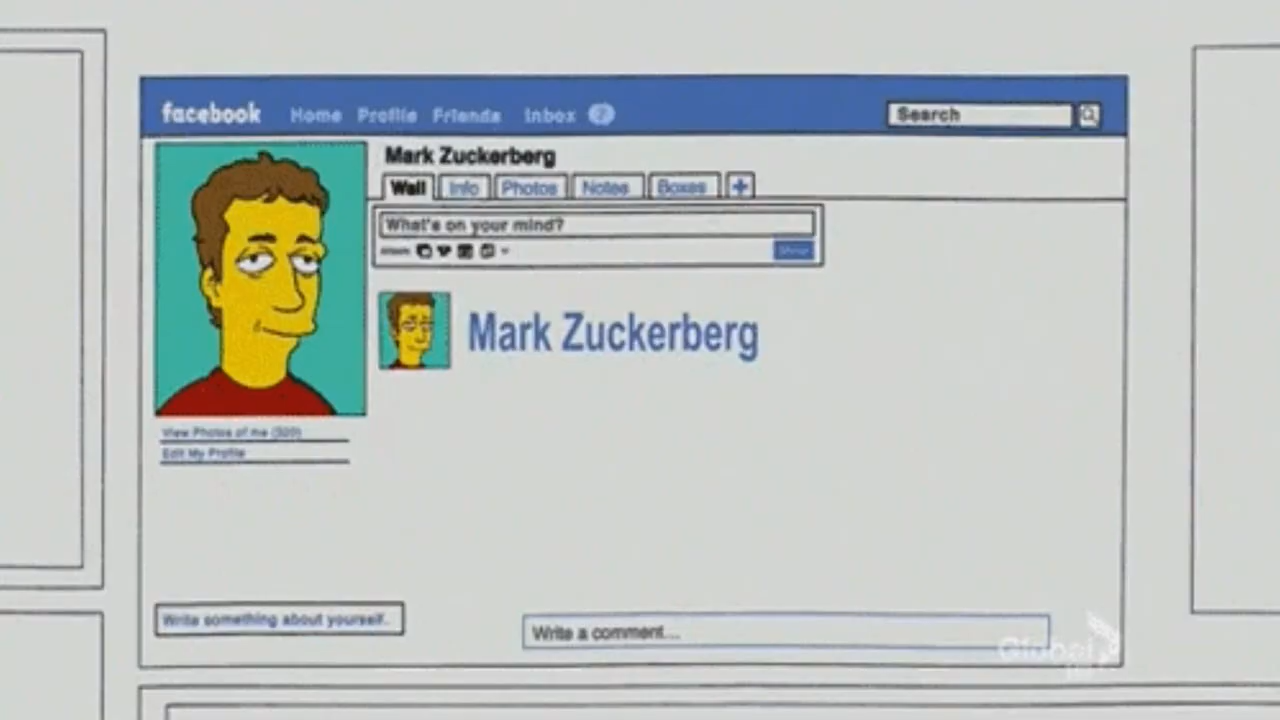 facebook Home Profile Friends Inbox 2 Search
Mark Zuckerberg
Wall Info Photos Notes Boxes +
What's on your mind?
Mark Zuckerberg
View Photos of me (320)
Edit My Profile
Write something about yourself.
Write a comment...
Global